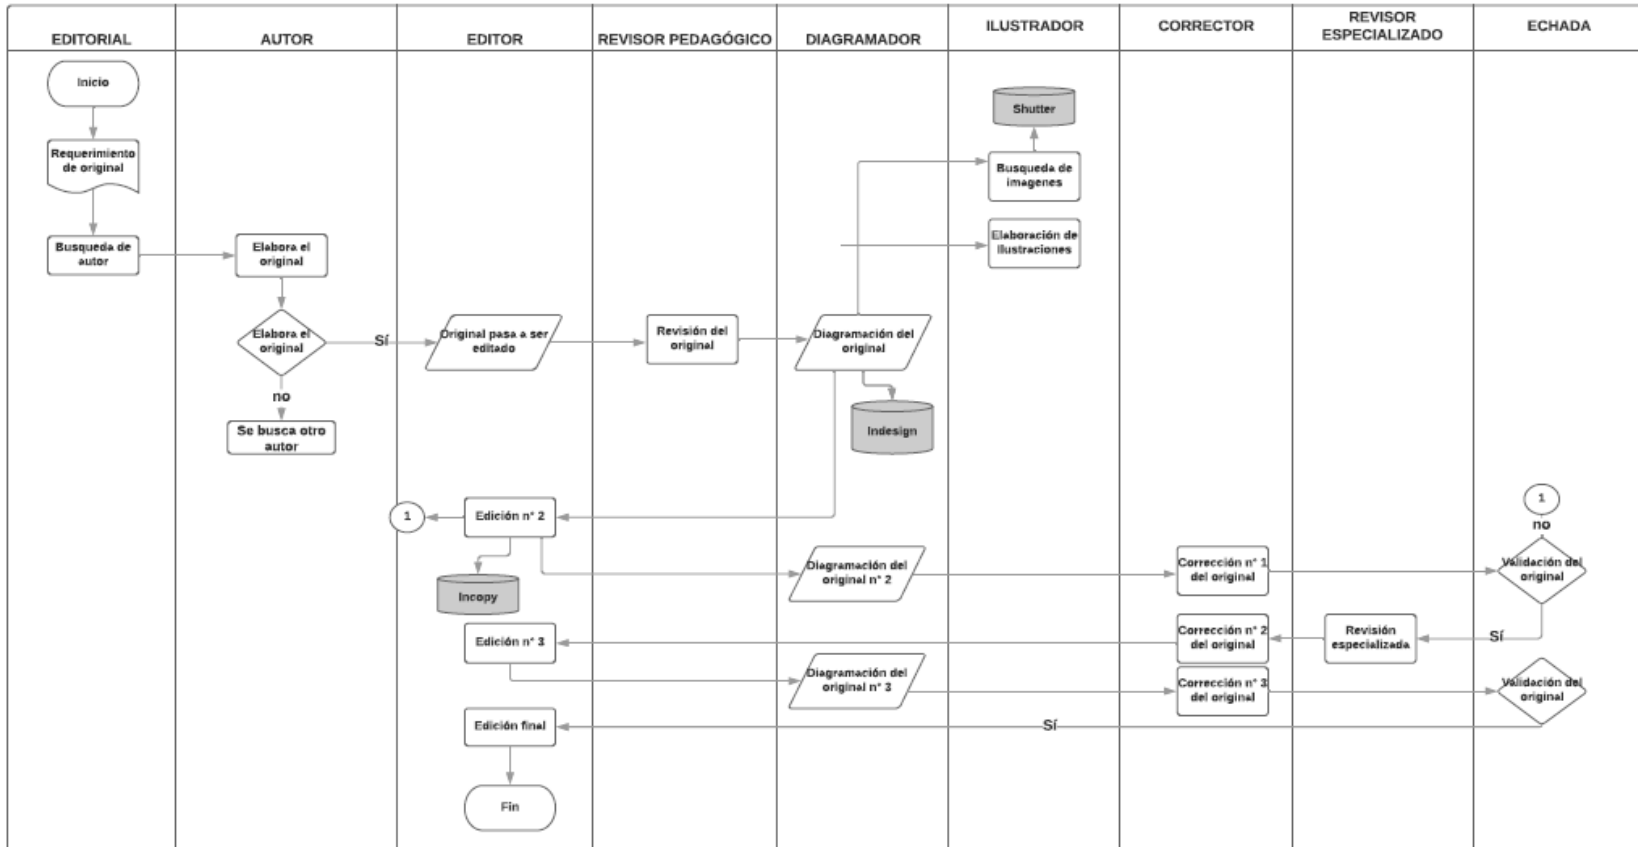 EDITORIAL
AUTOR
EDITOR
REVISOR PEDAGÓGICO
DIAGRAMADOR
ILUSTRADOR
CORRECTOR
REVISOR
ESPECIALIZADO
ECHADA
Inicio
Requerimiento
de original
Busqueda de
autor
Elabora el
original
Elabora el
original
Sí
no
Se busca otro
autor
Original pasa a ser
editado
Revisión del
original
Diagramación del
original
Indesign
Shutter
Busqueda de
imagenes
Elaboración de
Ilustraciones
1
Edición n° 2
Incopy
Diagramación del
original n° 2
Corrección n° 1
del original
1
no
Validación del
original
Sí
Revisión
especializada
Corrección n° 2
del original
Edición n° 3
Diagramación del
original n° 3
Corrección n° 3
del original
Validación del
original
Sí
Edición final
Fin